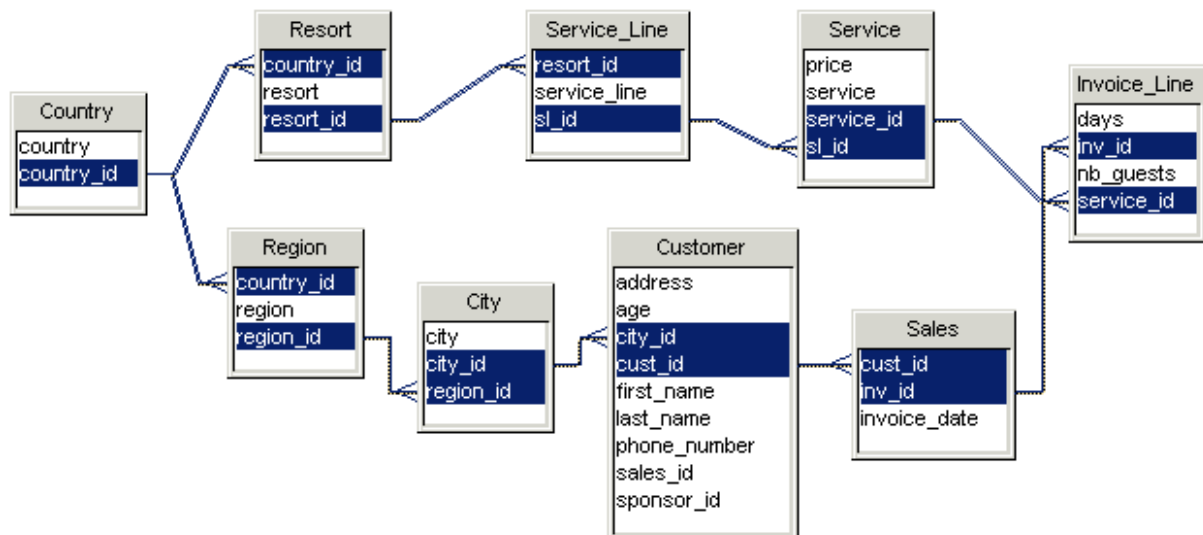 Resort
country_id
resort
resort_id
Service_Line
resort_id
service_line
sl_id
Service
price
service
service_id
sl_id
Invoice_Line
days
inv_id
nb_guests
service_id
Country
country
country_id
Region
country_id
region
region_id
City
city
city_id
region_id
Customer
address
age
city_id
cust_id
first_name
last_name
phone_number
sales_id
sponsor_id
Sales
cust_id
inv_id
invoice_date